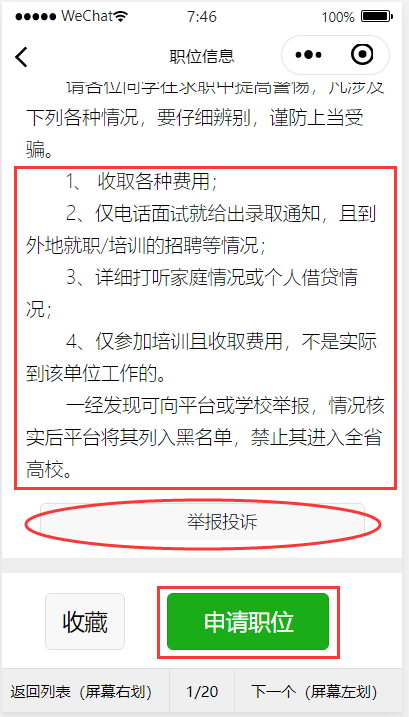 WeChat 7:46 100%
职位信息
请各位同学在求职中提高警惕，凡涉及
下列各种情况，要仔细辨别，谨防上当受
骗。
1、 收取各种费用；
2、仅电话面试就给出录取通知，且到
外地就职/培训的招聘等情况；
3、详细打听家庭情况或个人借贷情
况；
4、仅参加培训且收取费用，不是实际
到该单位工作的。
一经发现可向平台或学校举报，情况核
实后平台将其列入黑名单，禁止其进入全省
高校。
举报投诉
收藏 申请职位
返回列表（屏幕右划） 1/20 下一个（屏幕左划）